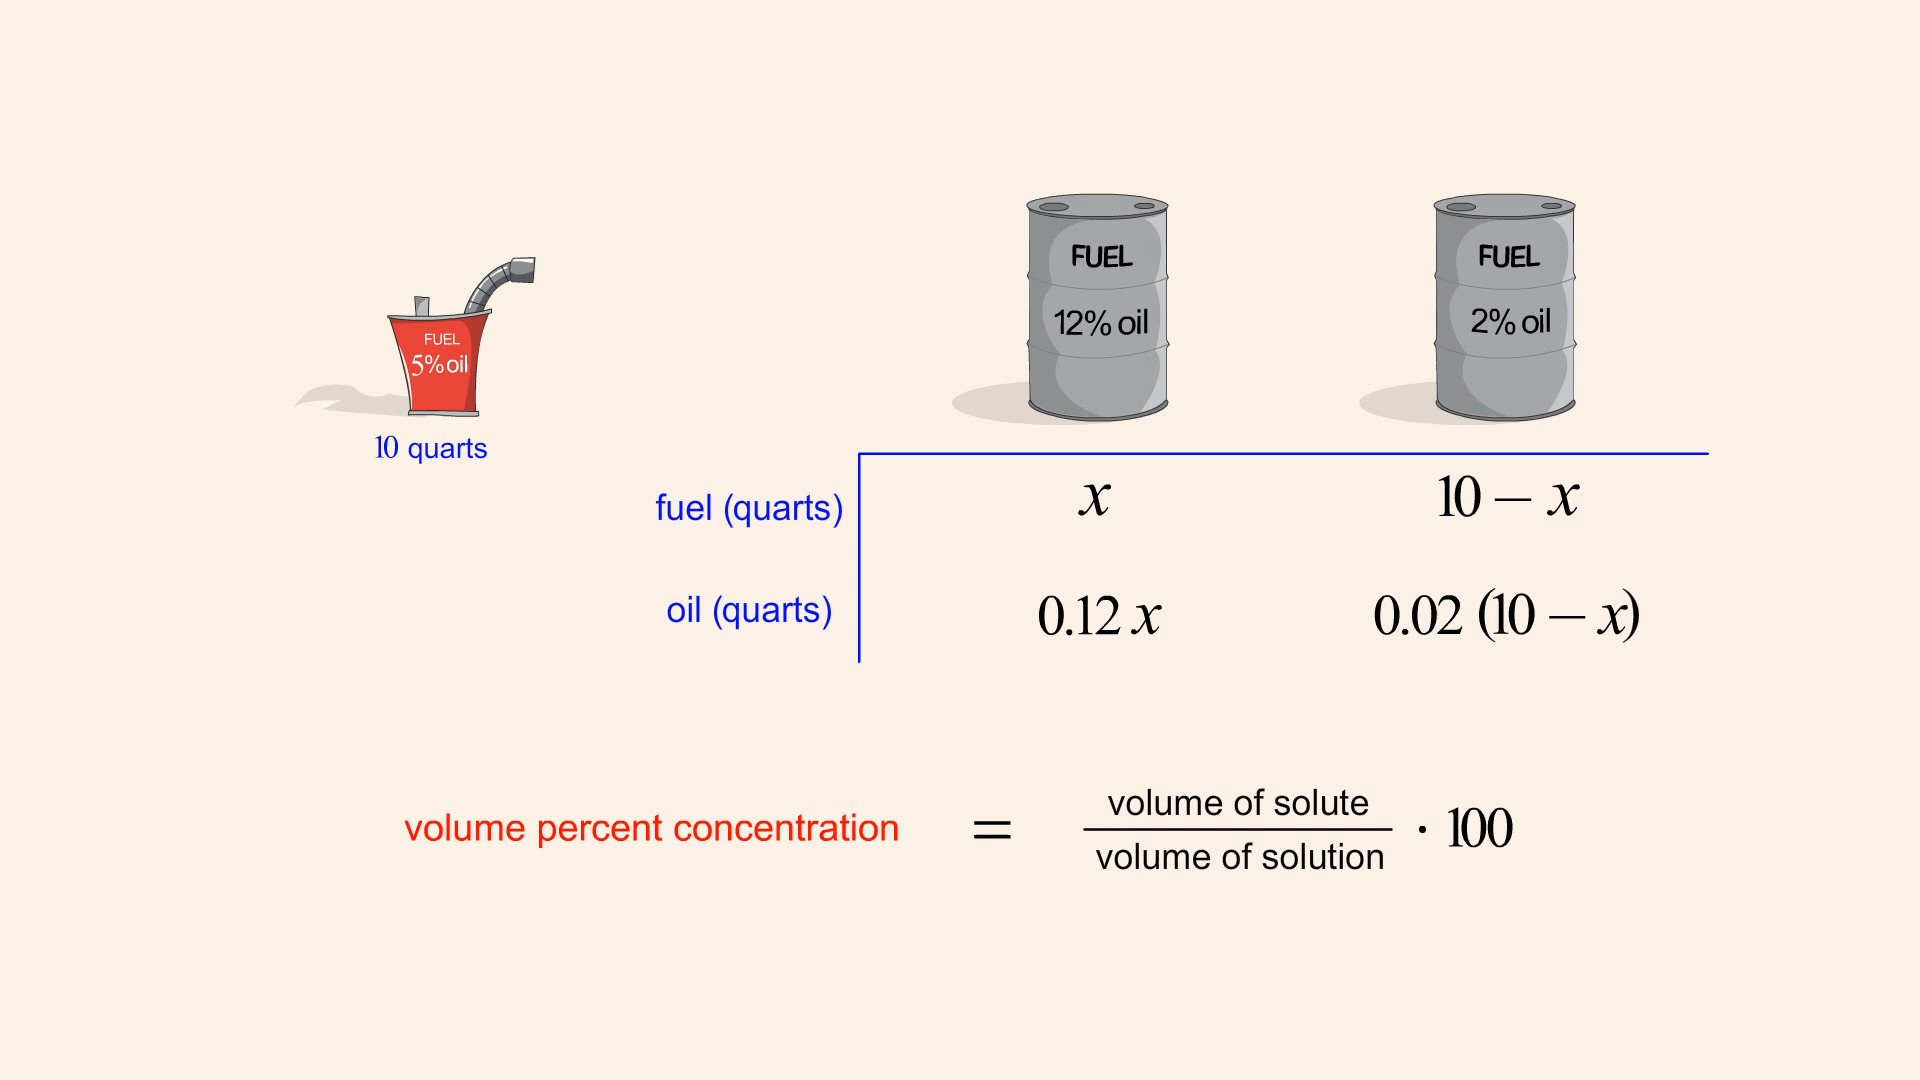 FUEL
12% oil
FUEL
2% oil
FUEL
5% oil
10 quarts
fuel (quarts) x 10 − x
oil (quarts) 0.12 x 0.02 (10 − x)
volume percent concentration = volume of solute / volume of solution · 100